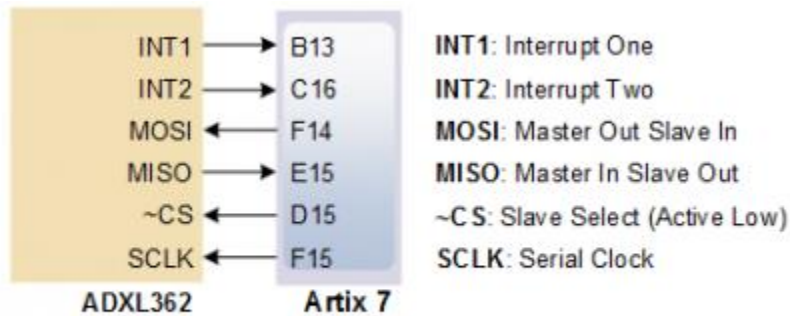 INT1 B13 INT1: Interrupt One
INT2 C16 INT2: Interrupt Two
MOSI F14 MOSI: Master Out Slave In
MISO E15 MISO: Master In Slave Out
~CS D15 ~CS: Slave Select (Active Low)
SCLK F15 SCLK: Serial Clock
ADXL362 Artix 7